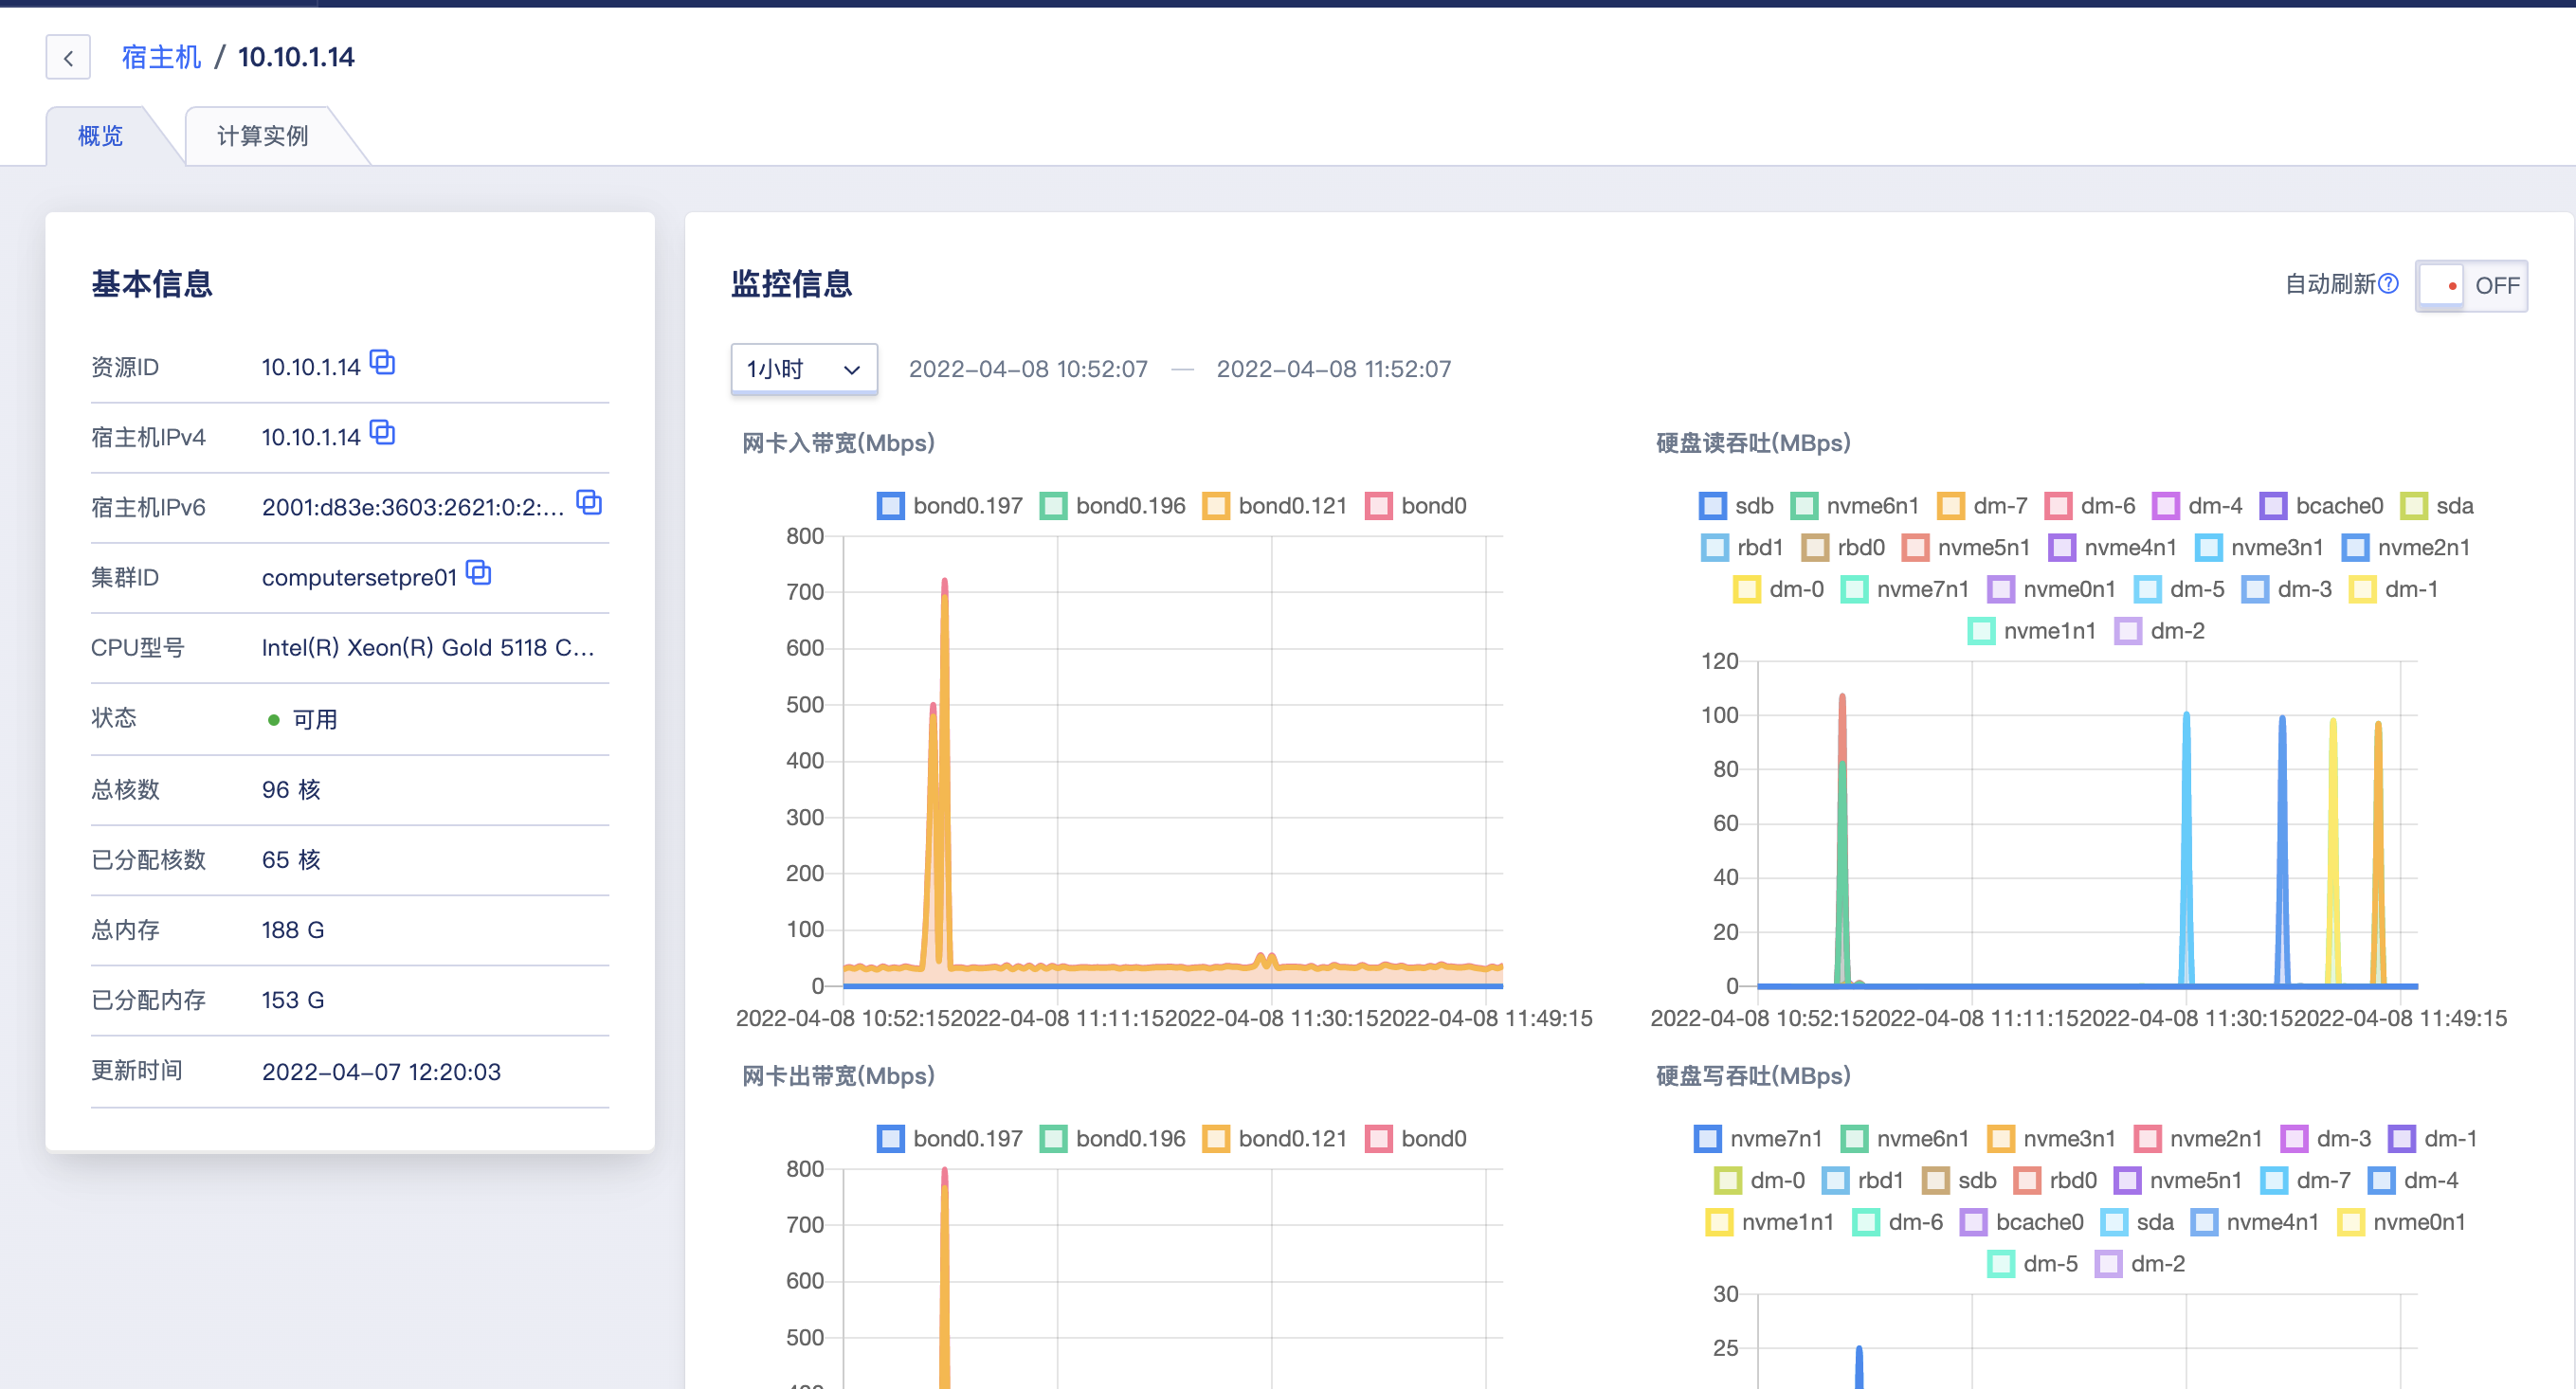 宿主机 / 10.10.1.14
概览
计算实例
基本信息
资源ID 10.10.1.14
宿主机IPv4 10.10.1.14
宿主机IPv6 2001:d83e:3603:2621:0:2:...
集群ID computersetpre01
CPU型号 Intel(R) Xeon(R) Gold 5118 C...
状态 可用
总核数 96 核
已分配核数 65 核
总内存 188 G
已分配内存 153 G
更新时间 2022-04-07 12:20:03
监控信息
自动刷新 OFF
1小时 2022-04-08 10:52:07 — 2022-04-08 11:52:07
网卡入带宽(Mbps)
bond0.197 bond0.196 bond0.121 bond0
800
700
600
500
400
300
200
100
0
2022-04-08 10:52:15 2022-04-08 11:11:15 2022-04-08 11:30:15 2022-04-08 11:49:15
硬盘读吞吐(MBps)
sdb nvme6n1 dm-7 dm-6 dm-4 bcache0 sda
rbd1 rbd0 nvme5n1 nvme4n1 nvme3n1 nvme2n1
dm-0 nvme7n1 nvme0n1 dm-5 dm-3 dm-1
nvme1n1 dm-2
120
100
80
60
40
20
0
2022-04-08 10:52:15 2022-04-08 11:11:15 2022-04-08 11:30:15 2022-04-08 11:49:15
网卡出带宽(Mbps)
bond0.197 bond0.196 bond0.121 bond0
800
700
600
500
400
硬盘写吞吐(MBps)
nvme7n1 nvme6n1 nvme3n1 nvme2n1 dm-3 dm-1
dm-0 rbd1 sdb rbd0 nvme5n1 dm-7 dm-4
nvme1n1 dm-6 bcache0 sda nvme4n1 nvme0n1
dm-5 dm-2
30
25